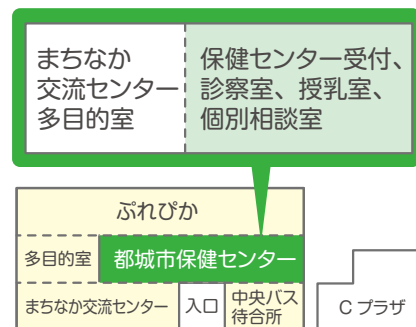 まちなか
交流センター
多目的室
保健センター受付、
診察室、授乳室、
個別相談室
ぷれぴか
多目的室
都城市保健センター
まちなか交流センター
入口
中央バス
待合所
Cプラザ